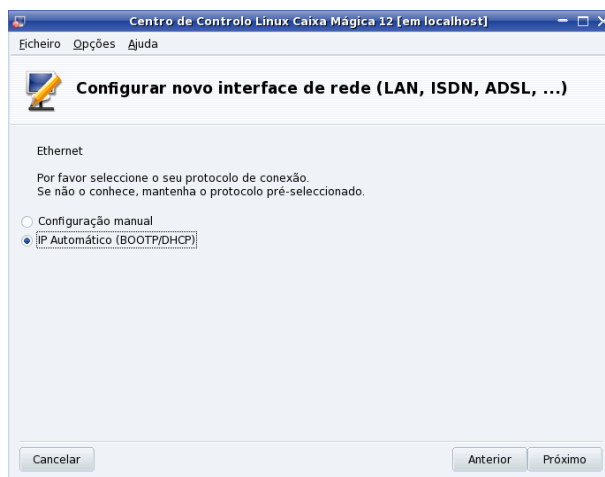 Centro de Controlo Linux Caixa Mágica 12 [em localhost]
Ficheiro Opções Ajuda
Configurar novo interface de rede (LAN, ISDN, ADSL, ...)
Ethernet
Por favor seleccione o seu protocolo de conexão.
Se não o conhece, mantenha o protocolo pré-seleccionado.
Configuração manual
IP Automático (BOOTP/DHCP)
Cancelar Anterior Próximo